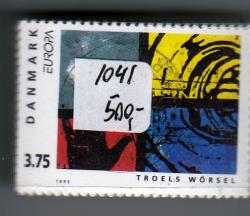 DANMARK
EUROPA
1041
500,-
3.75
1993
TROELS WÖRSEL